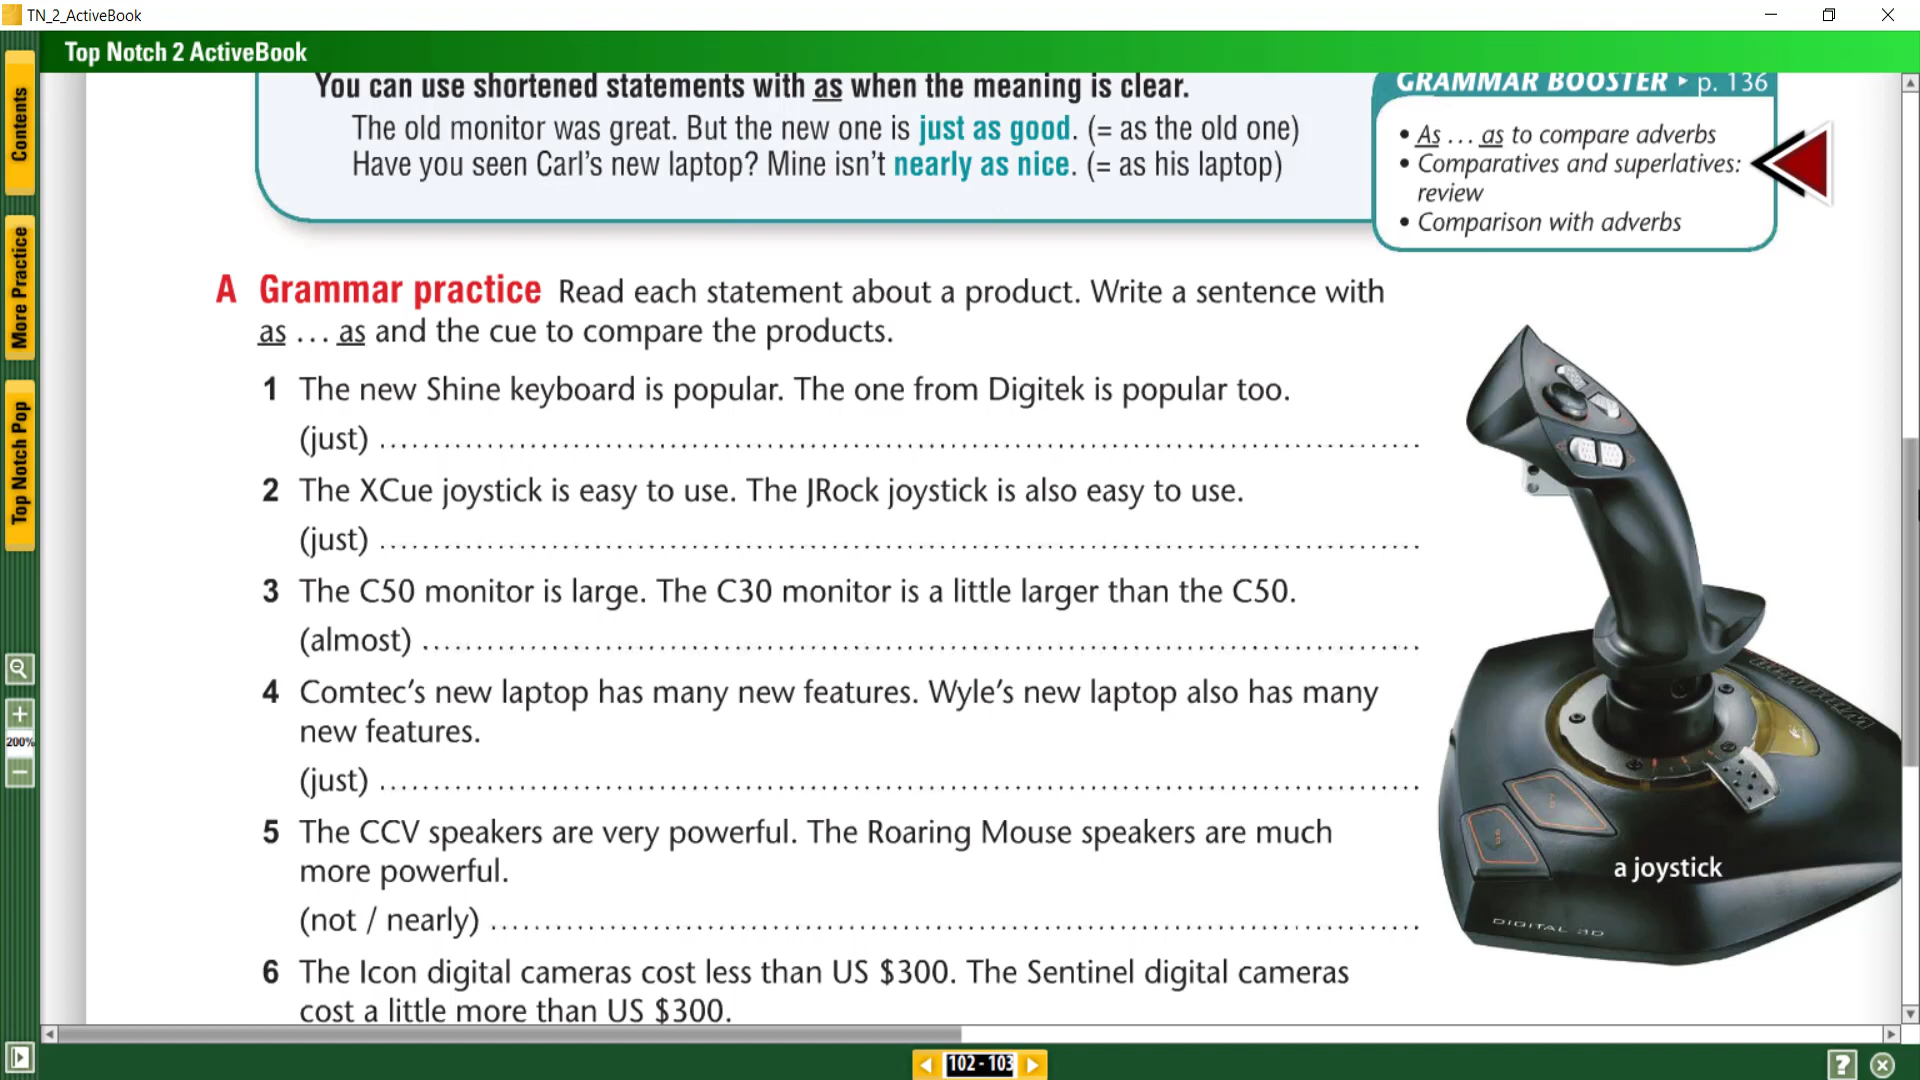 TN_2_ActiveBook
Top Notch 2 ActiveBook
Contents
More Practice
Top Notch Pop
200%
You can use shortened statements with as when the meaning is clear.
The old monitor was great. But the new one is just as good. (= as the old one)
Have you seen Carl's new laptop? Mine isn't nearly as nice. (= as his laptop)
GRAMMAR BOOSTER ▸ p. 136
• As ... as to compare adverbs
• Comparatives and superlatives:
review
• Comparison with adverbs
A Grammar practice Read each statement about a product. Write a sentence with
as ... as and the cue to compare the products.
1 The new Shine keyboard is popular. The one from Digitek is popular too.
(just) ........................................
2 The XCue joystick is easy to use. The JRock joystick is also easy to use.
(just) ........................................
3 The C50 monitor is large. The C30 monitor is a little larger than the C50.
(almost) ........................................
4 Comtec's new laptop has many new features. Wyle's new laptop also has many
new features.
(just) ........................................
5 The CCV speakers are very powerful. The Roaring Mouse speakers are much
more powerful.
(not / nearly) ........................................
6 The Icon digital cameras cost less than US $300. The Sentinel digital cameras
cost a little more than US $300.
a joystick
DIGITAL 3D
102 - 103
?